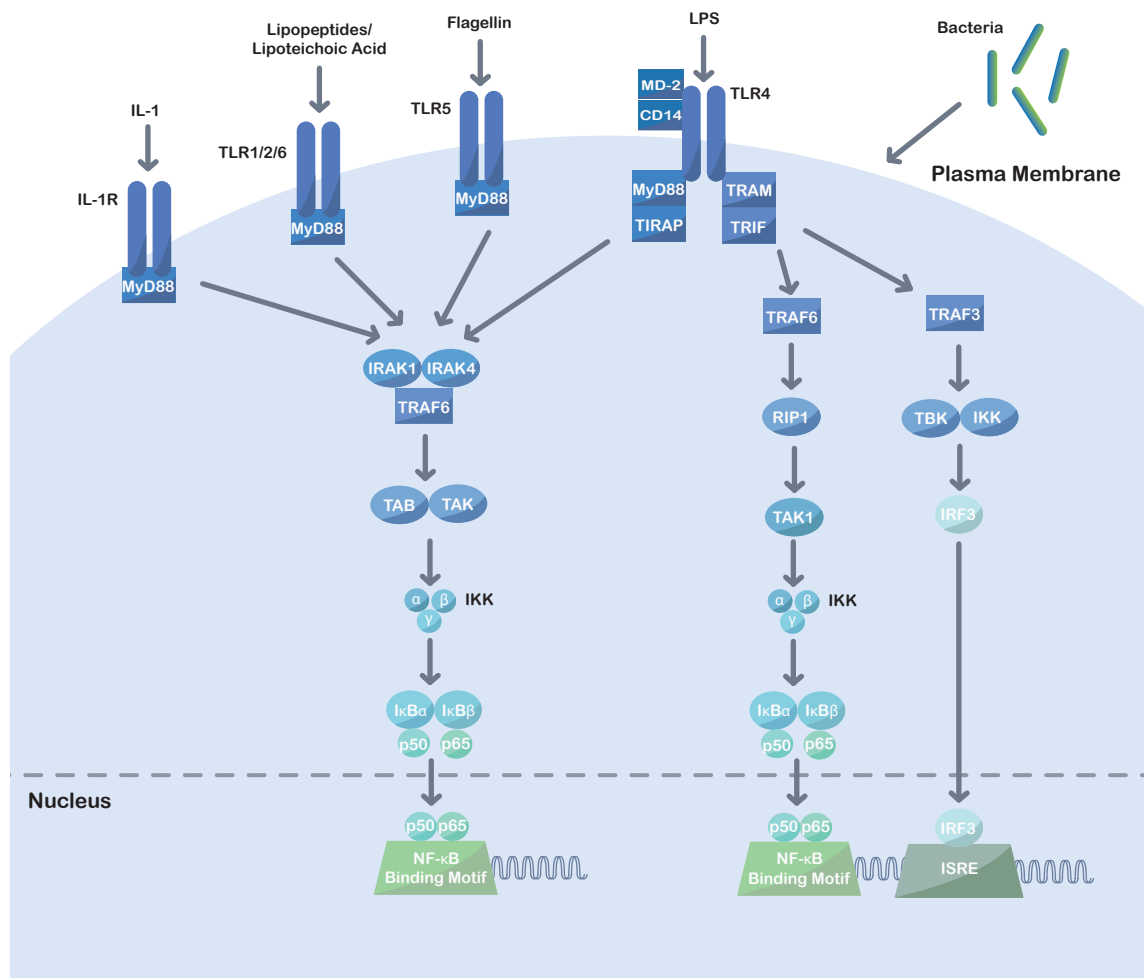 Lipopeptides/
Lipoteichoic Acid
Flagellin
LPS
Bacteria
MD-2
CD14
TLR4
TLR5
IL-1
TLR1/2/6
Plasma Membrane
IL-1R
MyD88
MyD88
MyD88
MyD88
TIRAP
TRAM
TRIF
TRAF6
TRAF3
IRAK1
IRAK4
TRAF6
RIP1
TBK
IKK
TAB
TAK
TAK1
IRF3
α
β
γ
IKK
α
β
γ
IKK
IκBα
IκBβ
p50
p65
IκBα
IκBβ
p50
p65
Nucleus
p50
p65
NF-κB
Binding Motif
p50
p65
NF-κB
Binding Motif
IRF3
ISRE